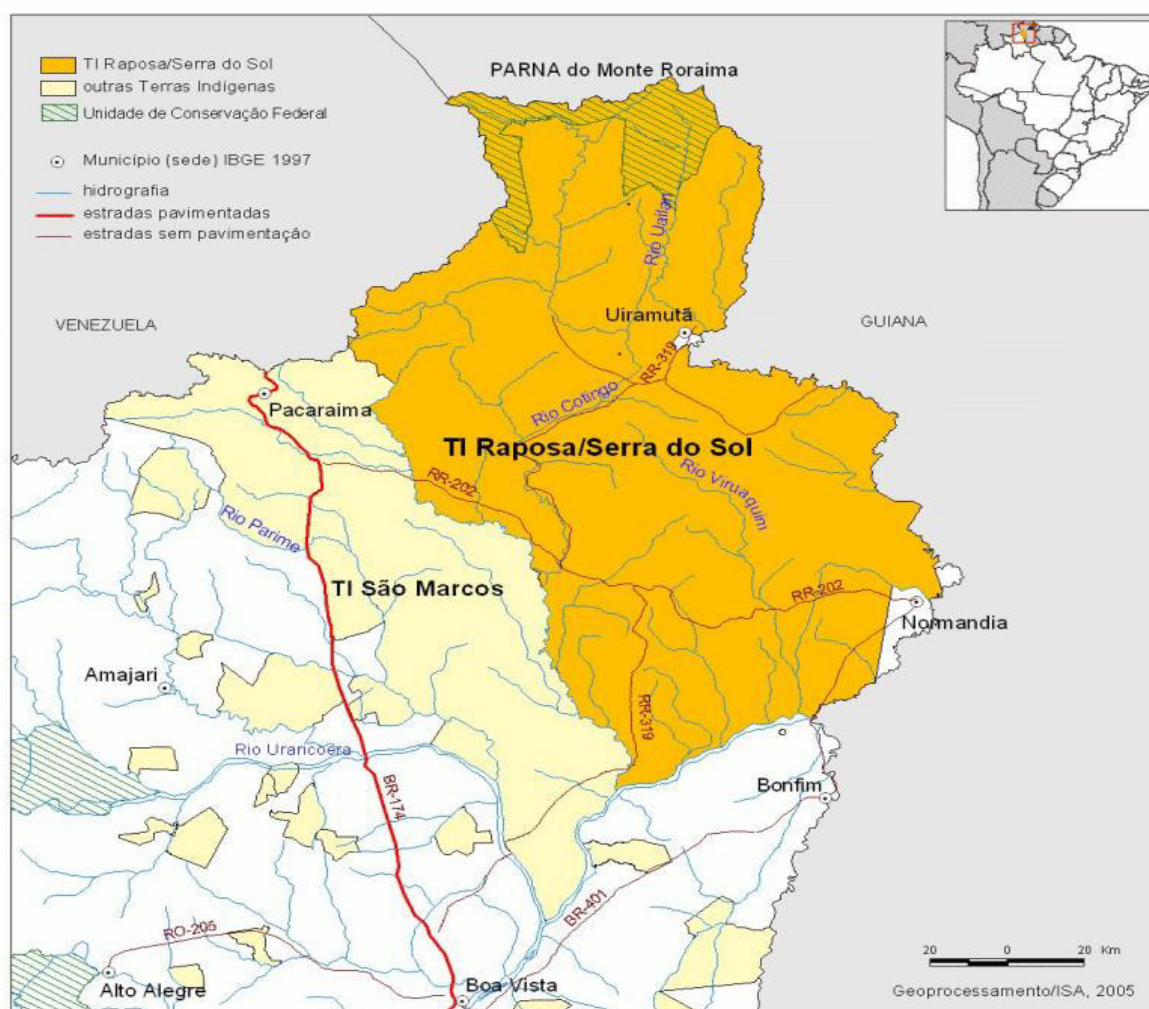 TI Raposa/Serra do Sol
outras Terras Indígenas
Unidade de Conservação Federal
Município (sede) IBGE 1997
hidrografia
estradas pavimentadas
estradas sem pavimentação
PARNA do Monte Roraima
Rio Uailan
VENEZUELA
GUIANA
Uiramutã
RR-319
Pacaraima
Rio Cotingo
TI Raposa/Serra do Sol
RR-202
Rio Viruaquim
Rio Parime
TI São Marcos
RR-202
Normandia
Amajari
RR-319
Rio Urancoera
BR-174
Bonfim
BR-401
RO-205
Alto Alegre
Boa Vista
20 0 20 Km
Geoprocessamento/ISA, 2005